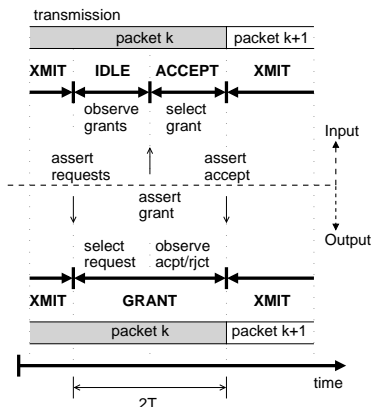 transmission
packet k packet k+1
XMIT IDLE ACCEPT XMIT
observe
grants
select
grant
Input
assert
requests
assert
accept
assert
grant
Output
select
request
observe
acpt/rjct
XMIT GRANT XMIT
packet k packet k+1
time
2T